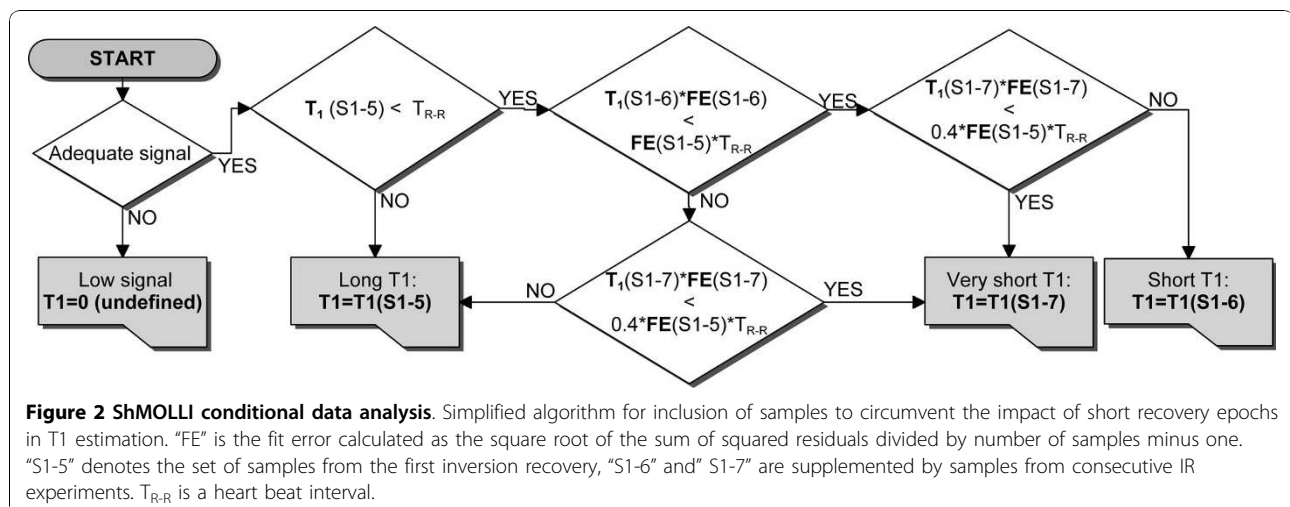 START
Adequate signal
YES
NO
Low signal
T1=0 (undefined)
T₁ (S1-5) < T_R-R
YES
NO
Long T1:
T1=T1(S1-5)
T₁(S1-6)*FE(S1-6)
<
FE(S1-5)*T_R-R
YES
NO
T₁(S1-7)*FE(S1-7)
<
0.4*FE(S1-5)*T_R-R
NO
YES
T₁(S1-7)*FE(S1-7)
<
0.4*FE(S1-5)*T_R-R
NO
YES
Very short T1:
T1=T1(S1-7)
Short T1:
T1=T1(S1-6)
Figure 2 ShMOLLI conditional data analysis. Simplified algorithm for inclusion of samples to circumvent the impact of short recovery epochs
in T1 estimation. “FE” is the fit error calculated as the square root of the sum of squared residuals divided by number of samples minus one.
“S1-5” denotes the set of samples from the first inversion recovery, “S1-6” and” S1-7” are supplemented by samples from consecutive IR
experiments. T_R-R is a heart beat interval.